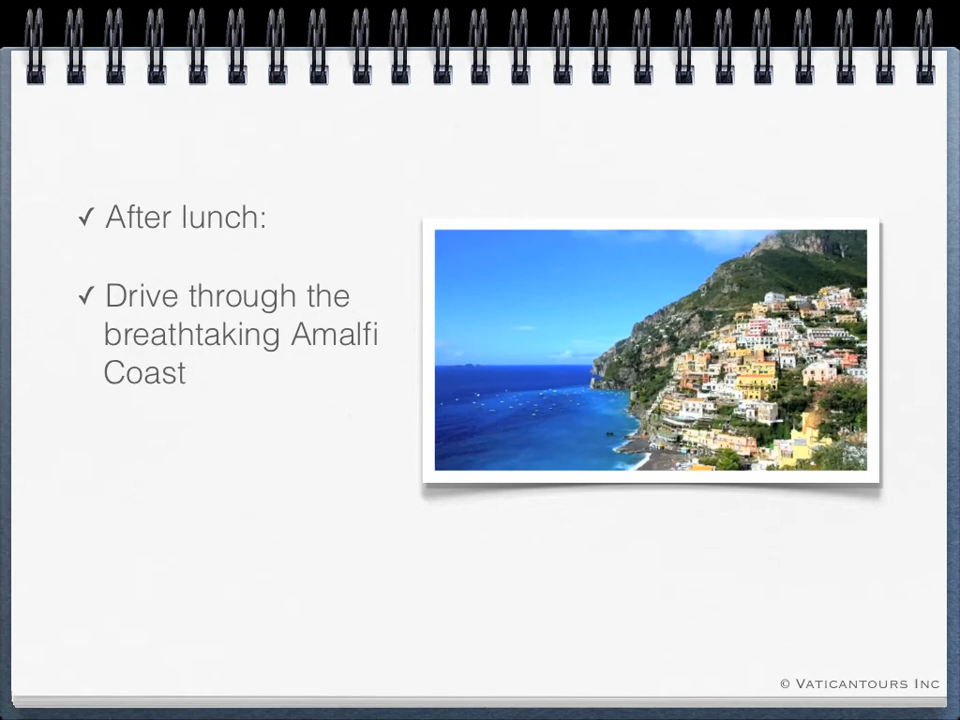 ✓ After lunch:
✓ Drive through the
breathtaking Amalfi
Coast
© VATICANTOURS INC